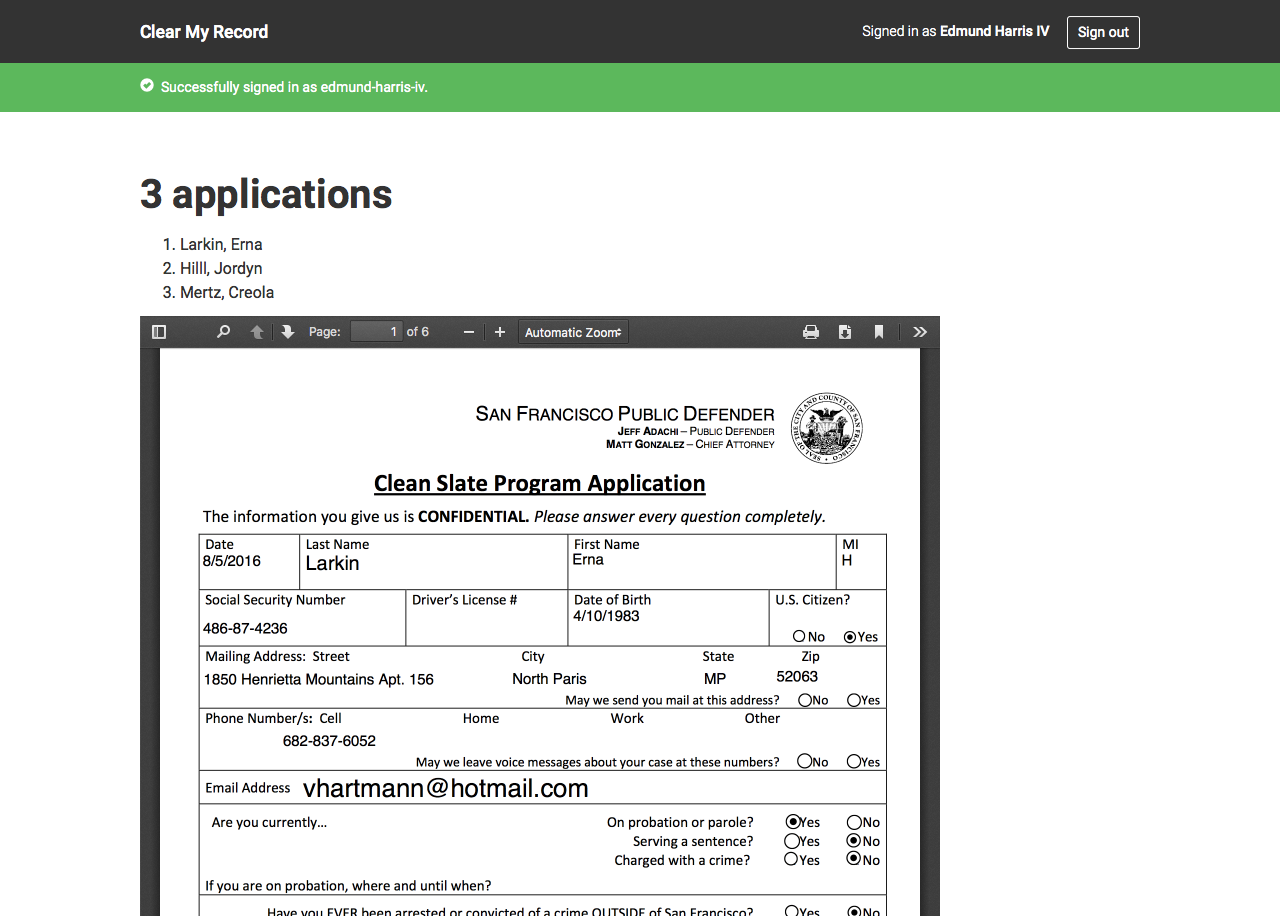 Clear My Record
Signed in as Edmund Harris IV
Sign out
Successfully signed in as edmund-harris-iv.
3 applications
1. Larkin, Erna
2. Hilll, Jordyn
3. Mertz, Creola
Page: 1 of 6
Automatic Zoom
SAN FRANCISCO PUBLIC DEFENDER
JEFF ADACHI – PUBLIC DEFENDER
MATT GONZALEZ – CHIEF ATTORNEY
SEAL OF THE CITY AND COUNTY OF SAN FRANCISCO
Clean Slate Program Application
The information you give us is CONFIDENTIAL. Please answer every question completely.
Date Last Name First Name MI
8/5/2016 Larkin Erna H
Social Security Number Driver's License # Date of Birth U.S. Citizen?
486-87-4236 4/10/1983 No Yes
Mailing Address: Street City State Zip
1850 Henrietta Mountains Apt. 156 North Paris MP 52063
May we send you mail at this address? No Yes
Phone Number/s: Cell Home Work Other
682-837-6052
May we leave voice messages about your case at these numbers? No Yes
Email Address vhartmann@hotmail.com
Are you currently... On probation or parole? Yes No
Serving a sentence? Yes No
Charged with a crime? Yes No
If you are on probation, where and until when?
Have you EVER been arrested or convicted of a crime OUTSIDE of San Francisco? Yes No